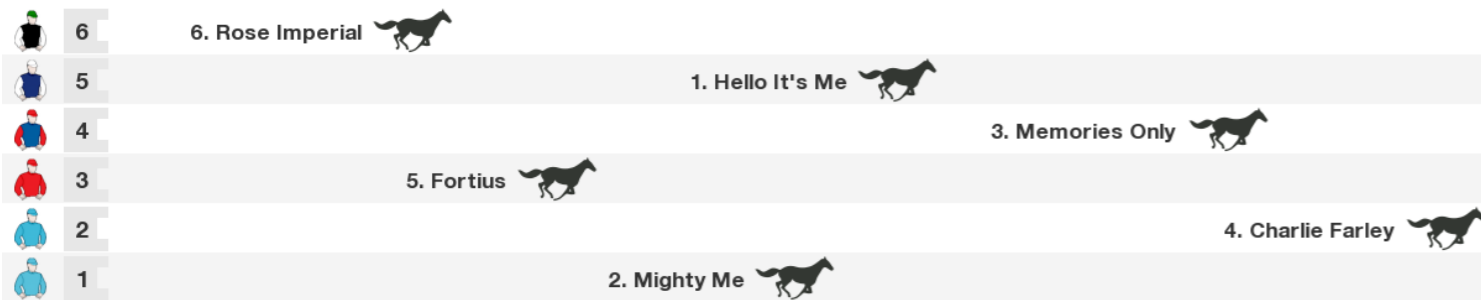 6 6. Rose Imperial
5 1. Hello It's Me
4 3. Memories Only
3 5. Fortius
2 4. Charlie Farley
1 2. Mighty Me